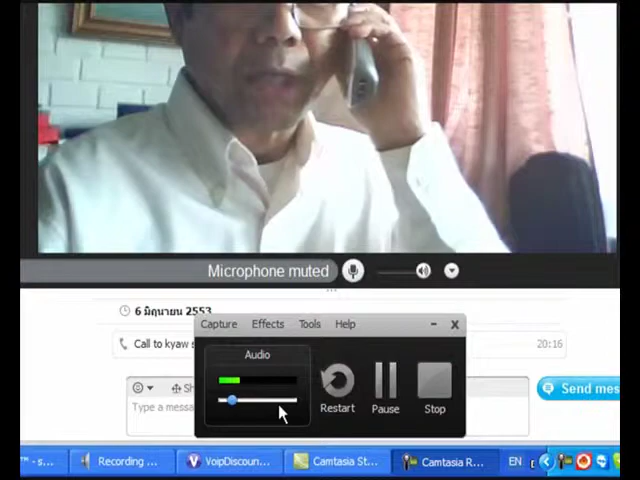 Microphone muted
6 มิถุนายน 2553
Call to kyaw
20:16
Capture Effects Tools Help
Audio
Restart Pause Stop
Type a messa
Send mes
Recording ...
VoipDiscoun...
Camtasia St...
Camtasia R...
EN